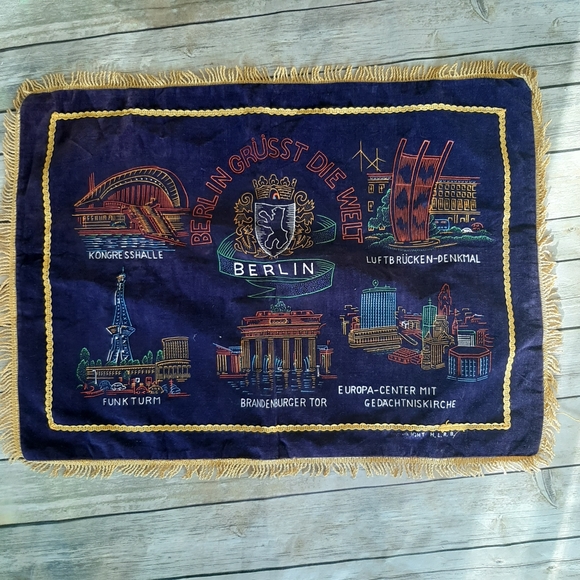 BERLIN GRÜSST DIE WELT
BERLIN
KONGRESSHALLE
LUFTBRÜCKEN-DENKMAL
FUNKTURM
BRANDENBURGER TOR
EUROPA-CENTER MIT
GEDÄCHTNISKIRCHE